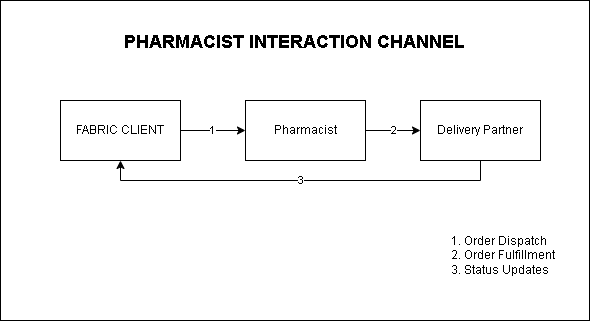 PHARMACIST INTERACTION CHANNEL
FABRIC CLIENT
1
Pharmacist
2
Delivery Partner
3
1. Order Dispatch
2. Order Fulfillment
3. Status Updates